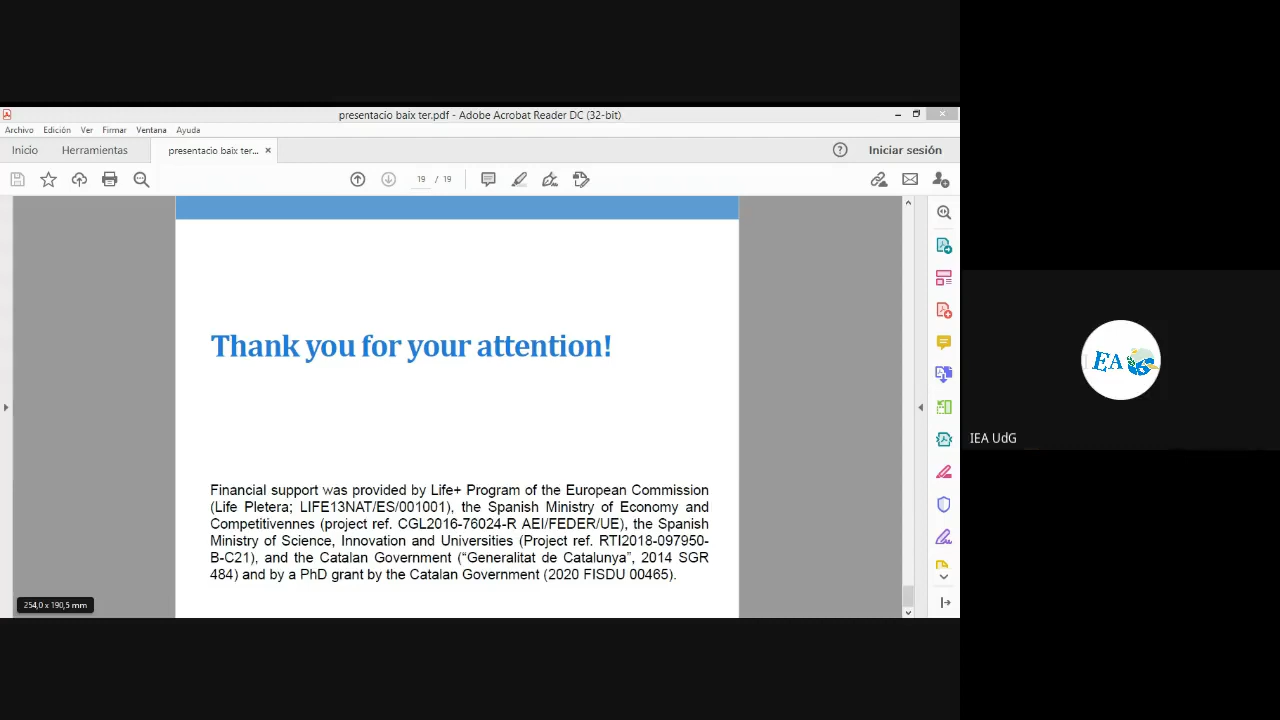 presentacio baix ter.pdf - Adobe Acrobat Reader DC (32-bit)
Archivo Edición Ver Firmar Ventana Ayuda
Inicio Herramientas presentacio baix ter... × Iniciar sesión
19 / 19
Thank you for your attention!
Financial support was provided by Life+ Program of the European Commission
(Life Pletera; LIFE13NAT/ES/001001), the Spanish Ministry of Economy and
Competitivennes (project ref. CGL2016-76024-R AEI/FEDER/UE), the Spanish
Ministry of Science, Innovation and Universities (Project ref. RTI2018-097950-
B-C21), and the Catalan Government (“Generalitat de Catalunya”, 2014 SGR
484) and by a PhD grant by the Catalan Government (2020 FISDU 00465).
254,0 x 190,5 mm
IEA
IEA UdG